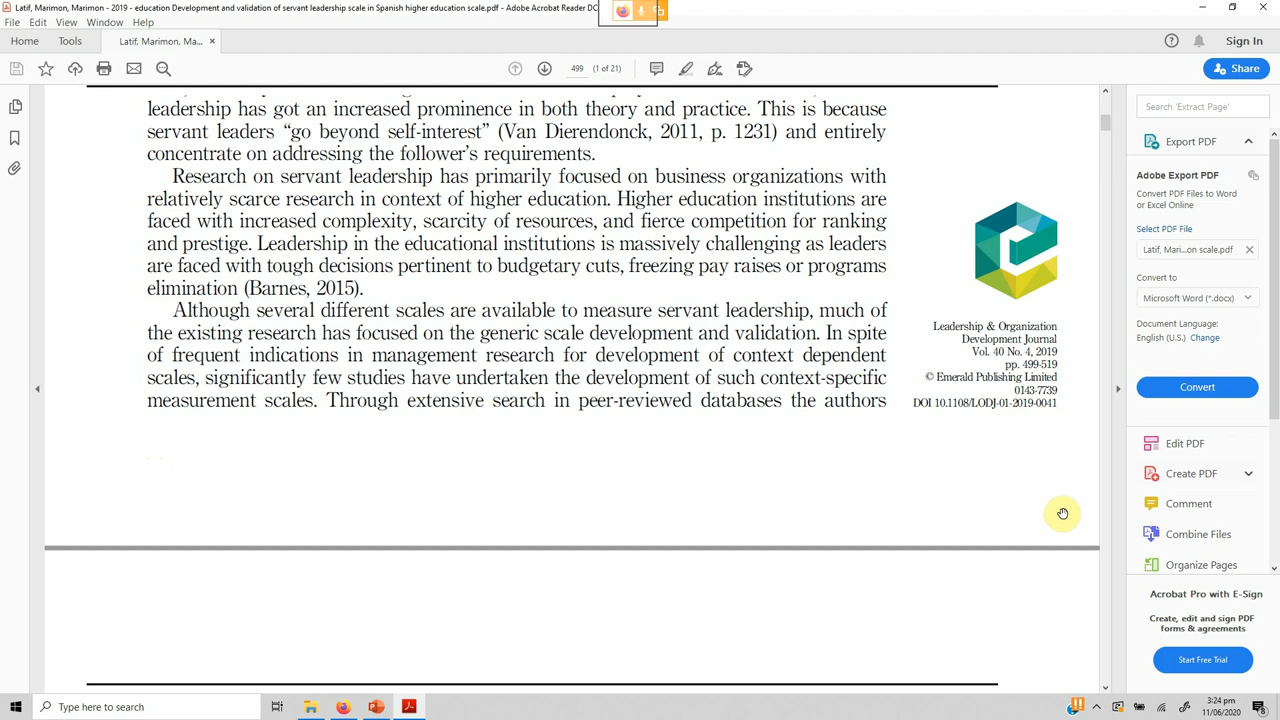 Latif, Marimon, Marimon - 2019 - education Development and validation of servant leadership scale in Spanish higher education scale.pdf - Adobe Acrobat Reader DC
File Edit View Window Help
Home Tools Latif, Marimon, Ma... × Sign In
499 (1 of 21) Share
leadership has got an increased prominence in both theory and practice. This is because
servant leaders “go beyond self-interest” (Van Dierendonck, 2011, p. 1231) and entirely
concentrate on addressing the follower’s requirements.
Research on servant leadership has primarily focused on business organizations with
relatively scarce research in context of higher education. Higher education institutions are
faced with increased complexity, scarcity of resources, and fierce competition for ranking
and prestige. Leadership in the educational institutions is massively challenging as leaders
are faced with tough decisions pertinent to budgetary cuts, freezing pay raises or programs
elimination (Barnes, 2015).
Although several different scales are available to measure servant leadership, much of
the existing research has focused on the generic scale development and validation. In spite
of frequent indications in management research for development of context dependent
scales, significantly few studies have undertaken the development of such context-specific
measurement scales. Through extensive search in peer-reviewed databases the authors
Leadership & Organization
Development Journal
Vol. 40 No. 4, 2019
pp. 499-519
© Emerald Publishing Limited
0143-7739
DOI 10.1108/LODJ-01-2019-0041
Search 'Extract Page'
Export PDF
Adobe Export PDF
Convert PDF Files to Word
or Excel Online
Select PDF File
Latif, Mari...on scale.pdf
Convert to
Microsoft Word (*.docx)
Document Language:
English (U.S.) Change
Convert
Edit PDF
Create PDF
Comment
Combine Files
Organize Pages
Acrobat Pro with E-Sign
Create, edit and sign PDF
forms & agreements
Start Free Trial
Type here to search
3:24 pm
11/06/2020
8